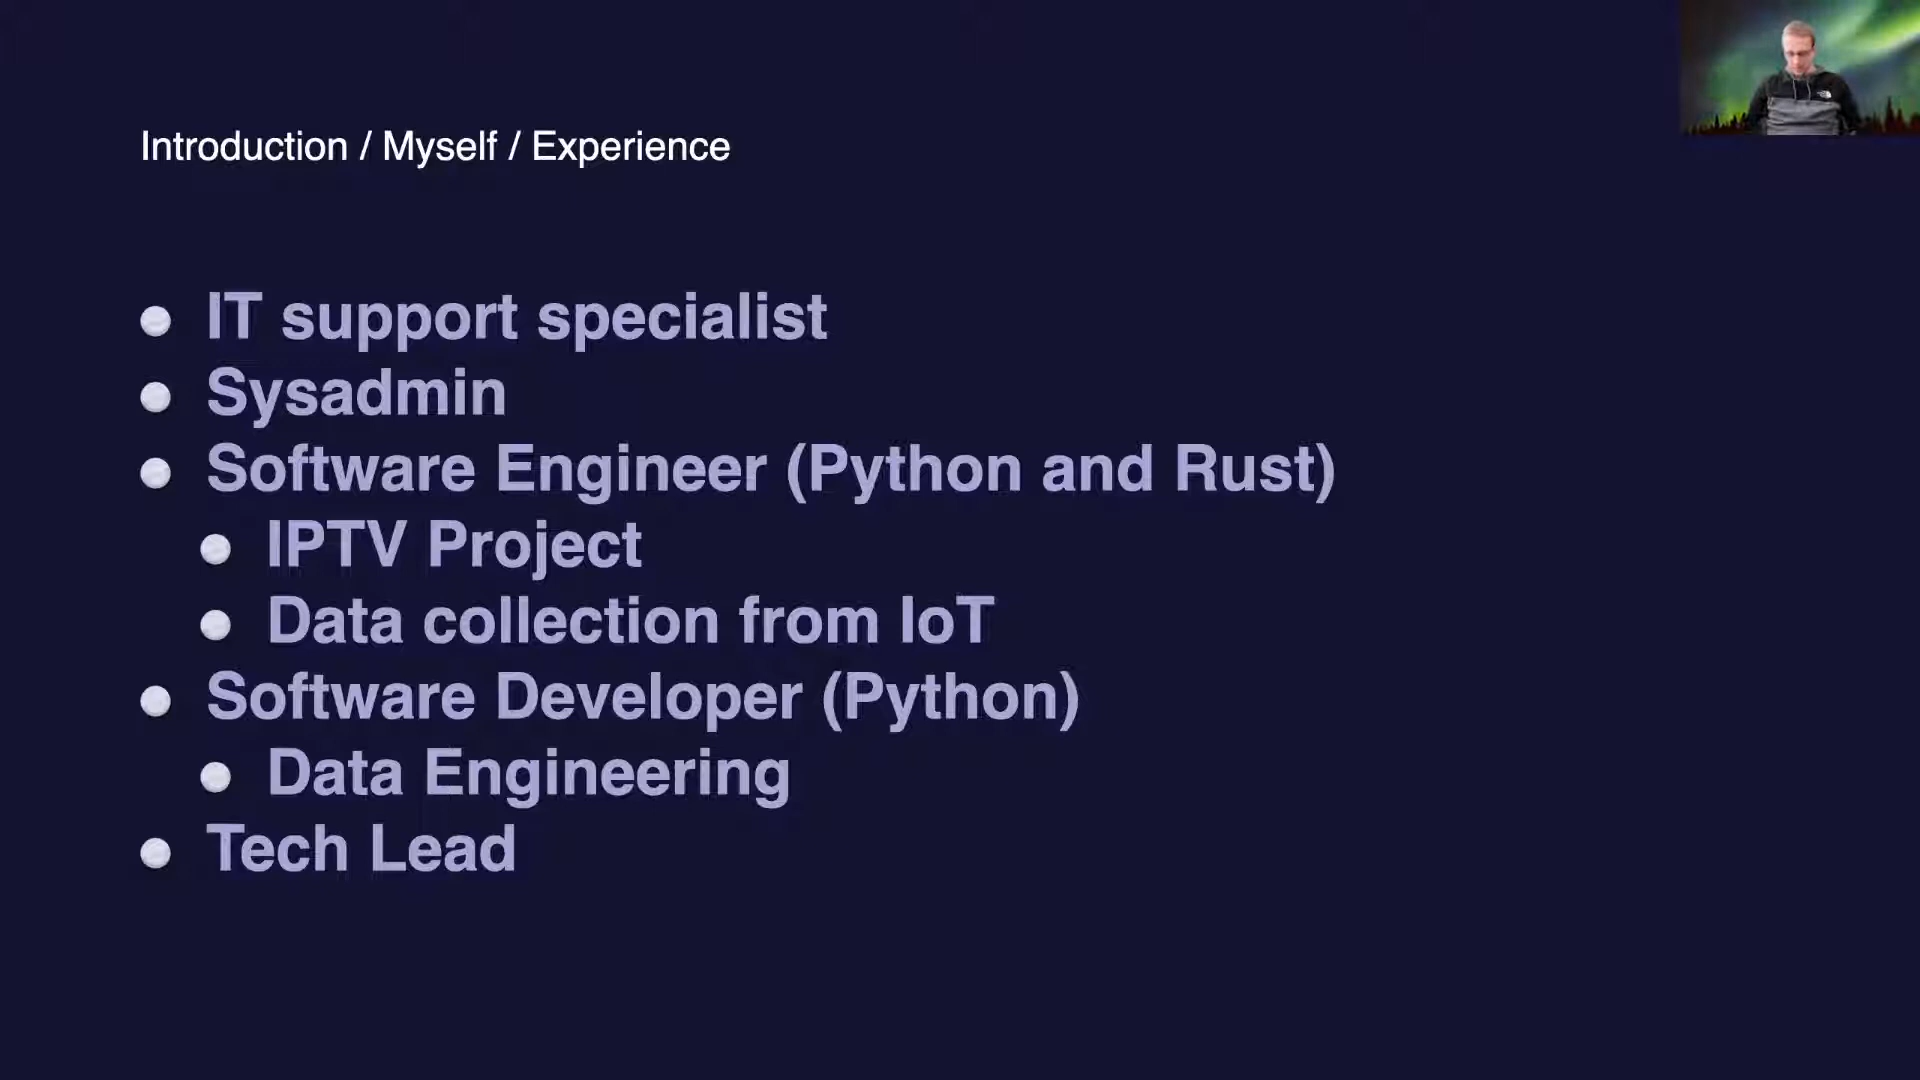 Introduction / Myself / Experience
IT support specialist
Sysadmin
Software Engineer (Python and Rust)
IPTV Project
Data collection from IoT
Software Developer (Python)
Data Engineering
Tech Lead